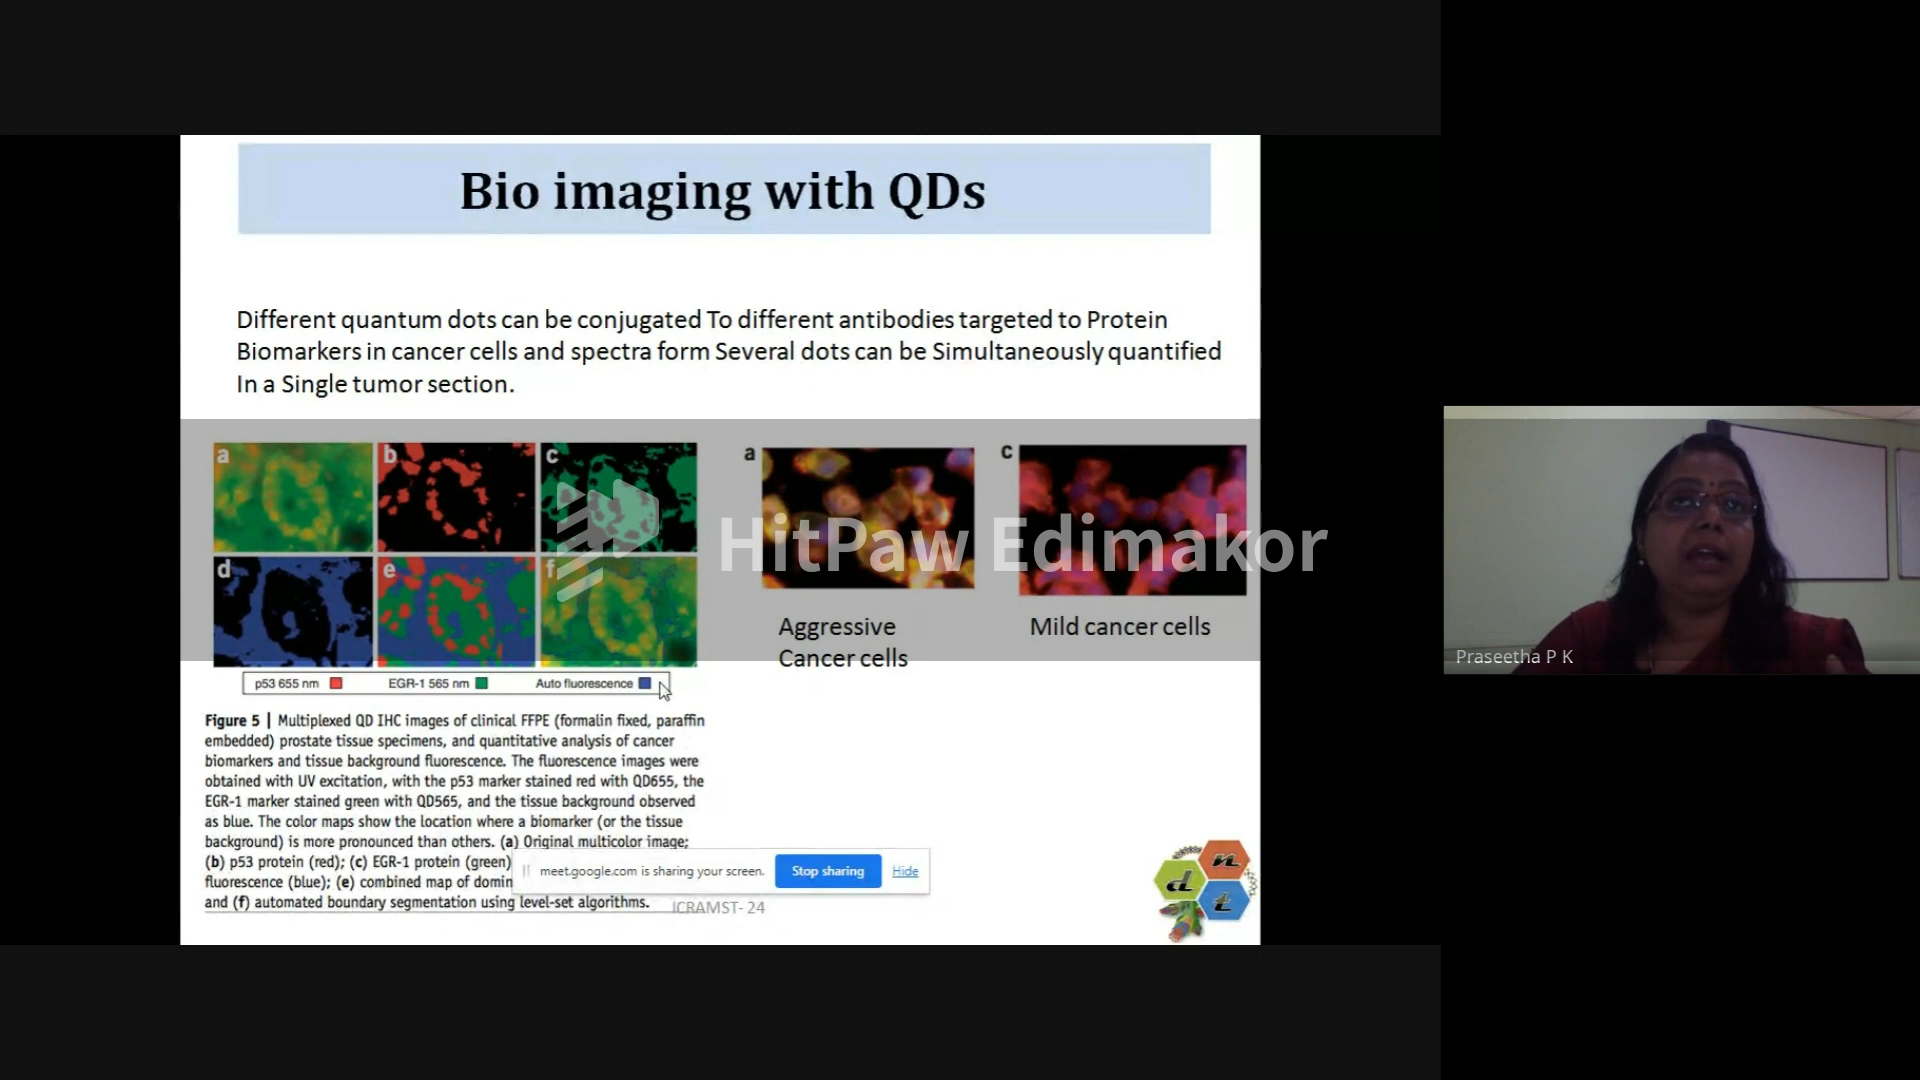 Bio imaging with QDs
Different quantum dots can be conjugated To different antibodies targeted to Protein
Biomarkers in cancer cells and spectra form Several dots can be Simultaneously quantified
In a Single tumor section.
a
b
c
d
e
f
a
c
HitPaw Edimakor
Aggressive
Cancer cells
Mild cancer cells
p53 655 nm
EGR-1 565 nm
Auto fluorescence
Figure 5 | Multiplexed QD IHC images of clinical FFPE (formalin fixed, paraffin
embedded) prostate tissue specimens, and quantitative analysis of cancer
biomarkers and tissue background fluorescence. The fluorescence images were
obtained with UV excitation, with the p53 marker stained red with QD655, the
EGR-1 marker stained green with QD565, and the tissue background observed
as blue. The color maps show the location where a biomarker (or the tissue
background) is more pronounced than others. (a) Original multicolor image;
(b) p53 protein (red); (c) EGR-1 protein (green)
fluorescence (blue); (e) combined map of domin
and (f) automated boundary segmentation using level-set algorithms.
meet.google.com is sharing your screen.
Stop sharing
Hide
ICRAMST- 24
d
n
t
Praseetha P K